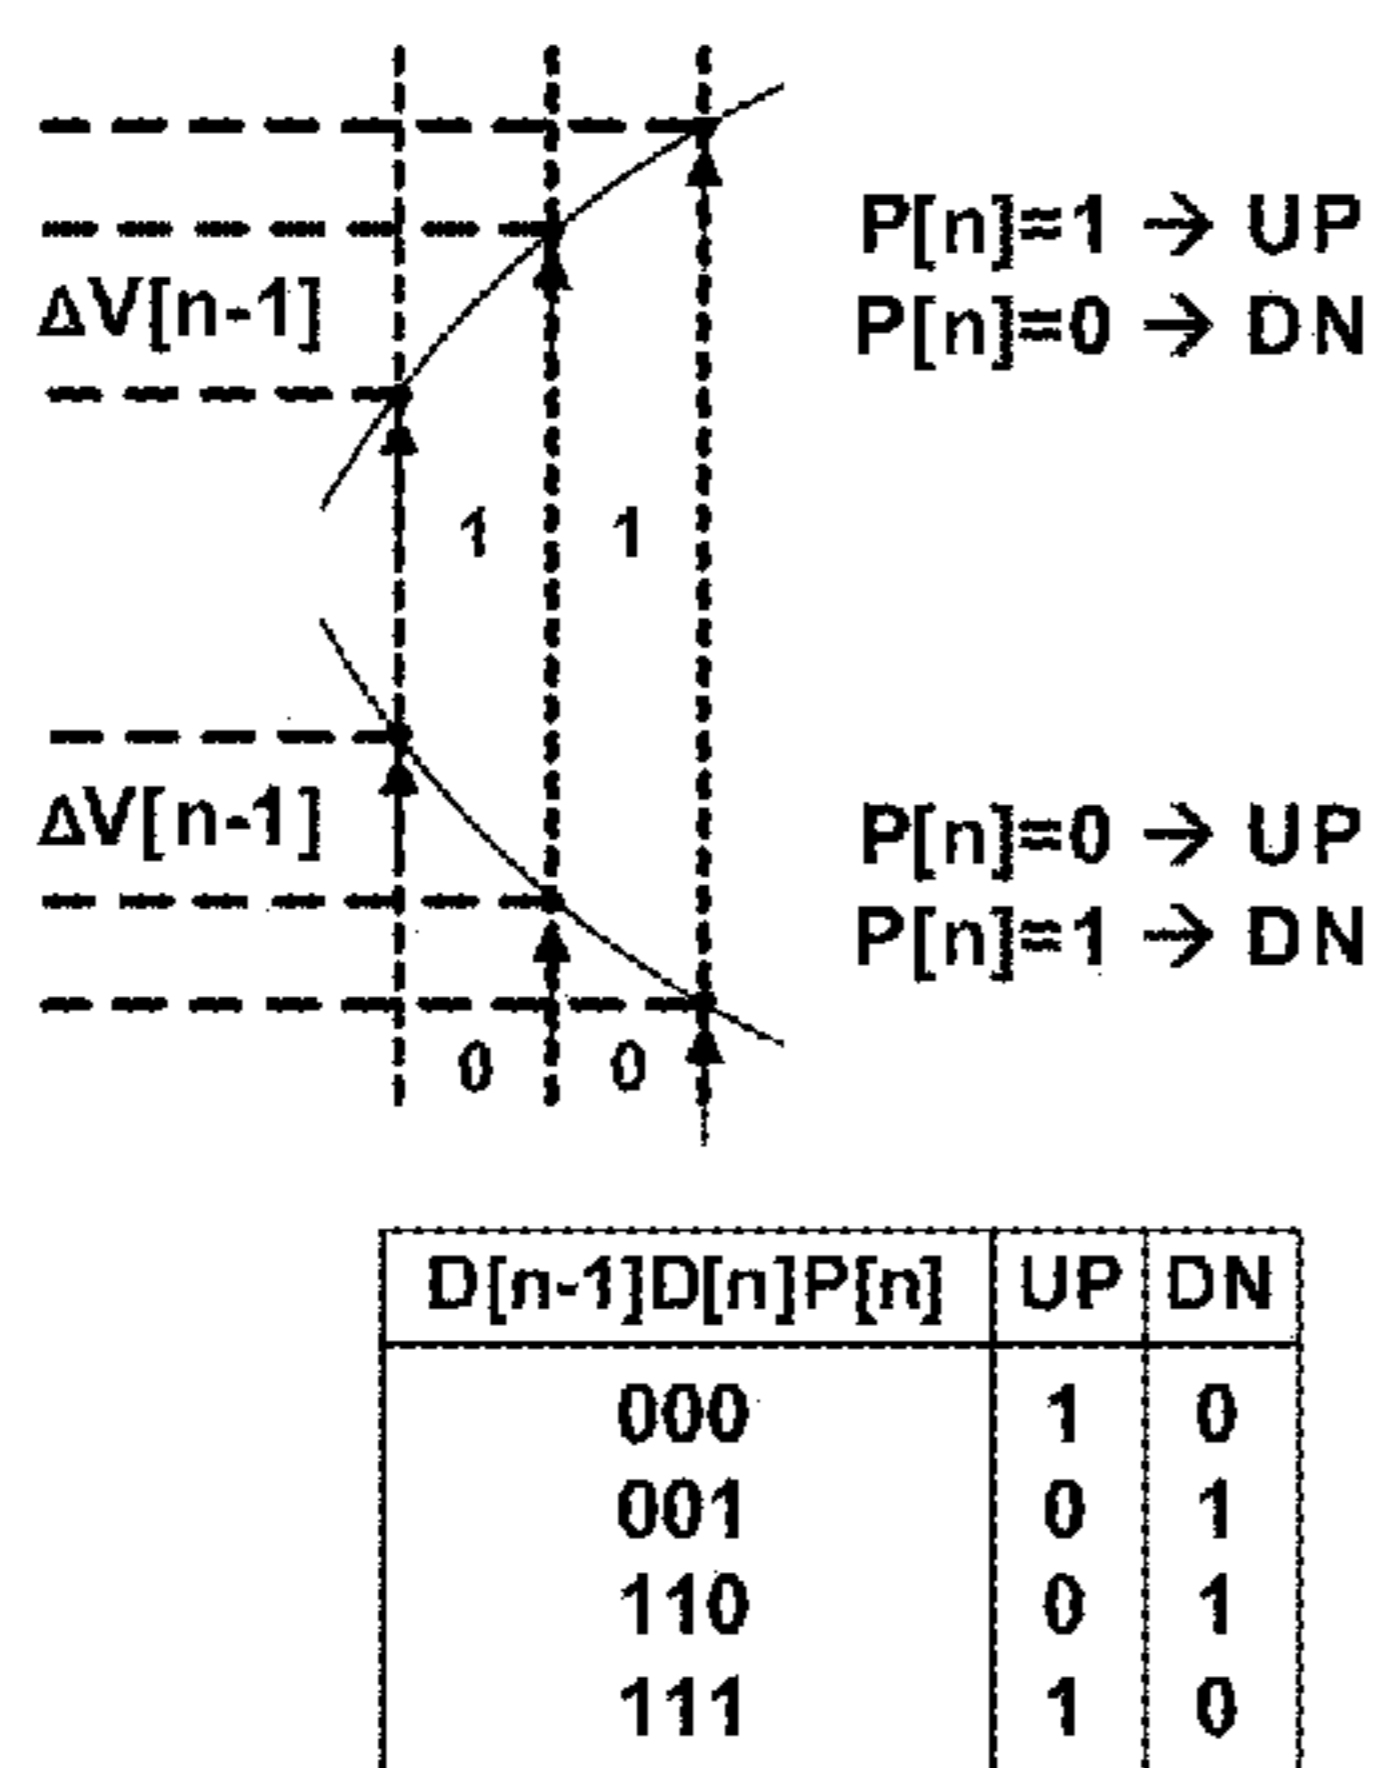 P[n]=1 → UP
ΔV[n-1]
P[n]=0 → DN
1 1
ΔV[n-1]
P[n]=0 → UP
P[n]=1 → DN
0 0
D[n-1]D[n]P[n] UP DN
000 1 0
001 0 1
110 0 1
111 1 0